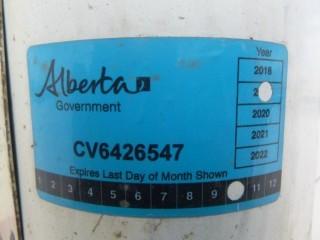 Alberta
Government
Year
2018
2020
2021
2022
CV6426547
Expires Last Day of Month Shown
1 2 3 4 5 6 7 8 9 11 12